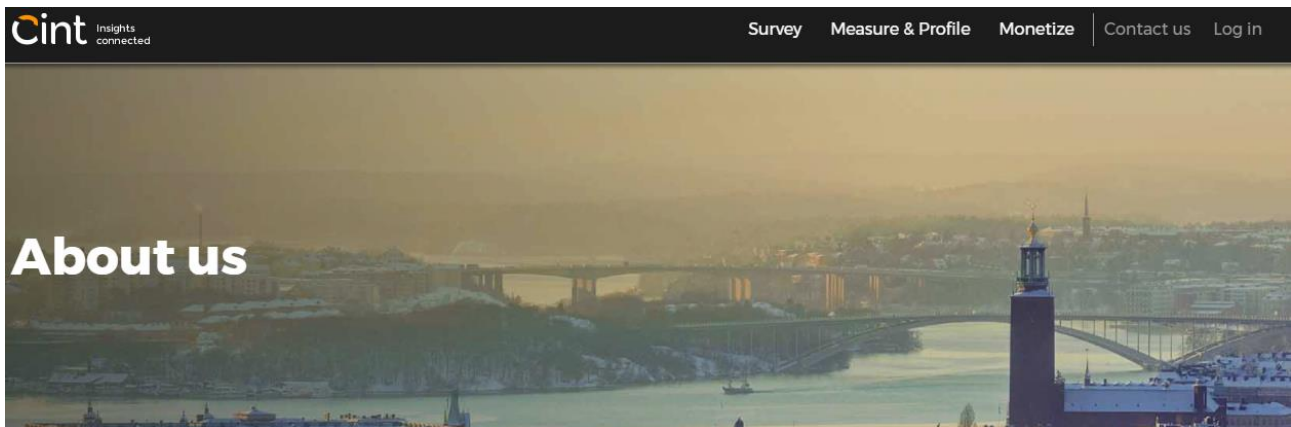 Cint Insights connected
Survey Measure & Profile Monetize Contact us Log in
About us